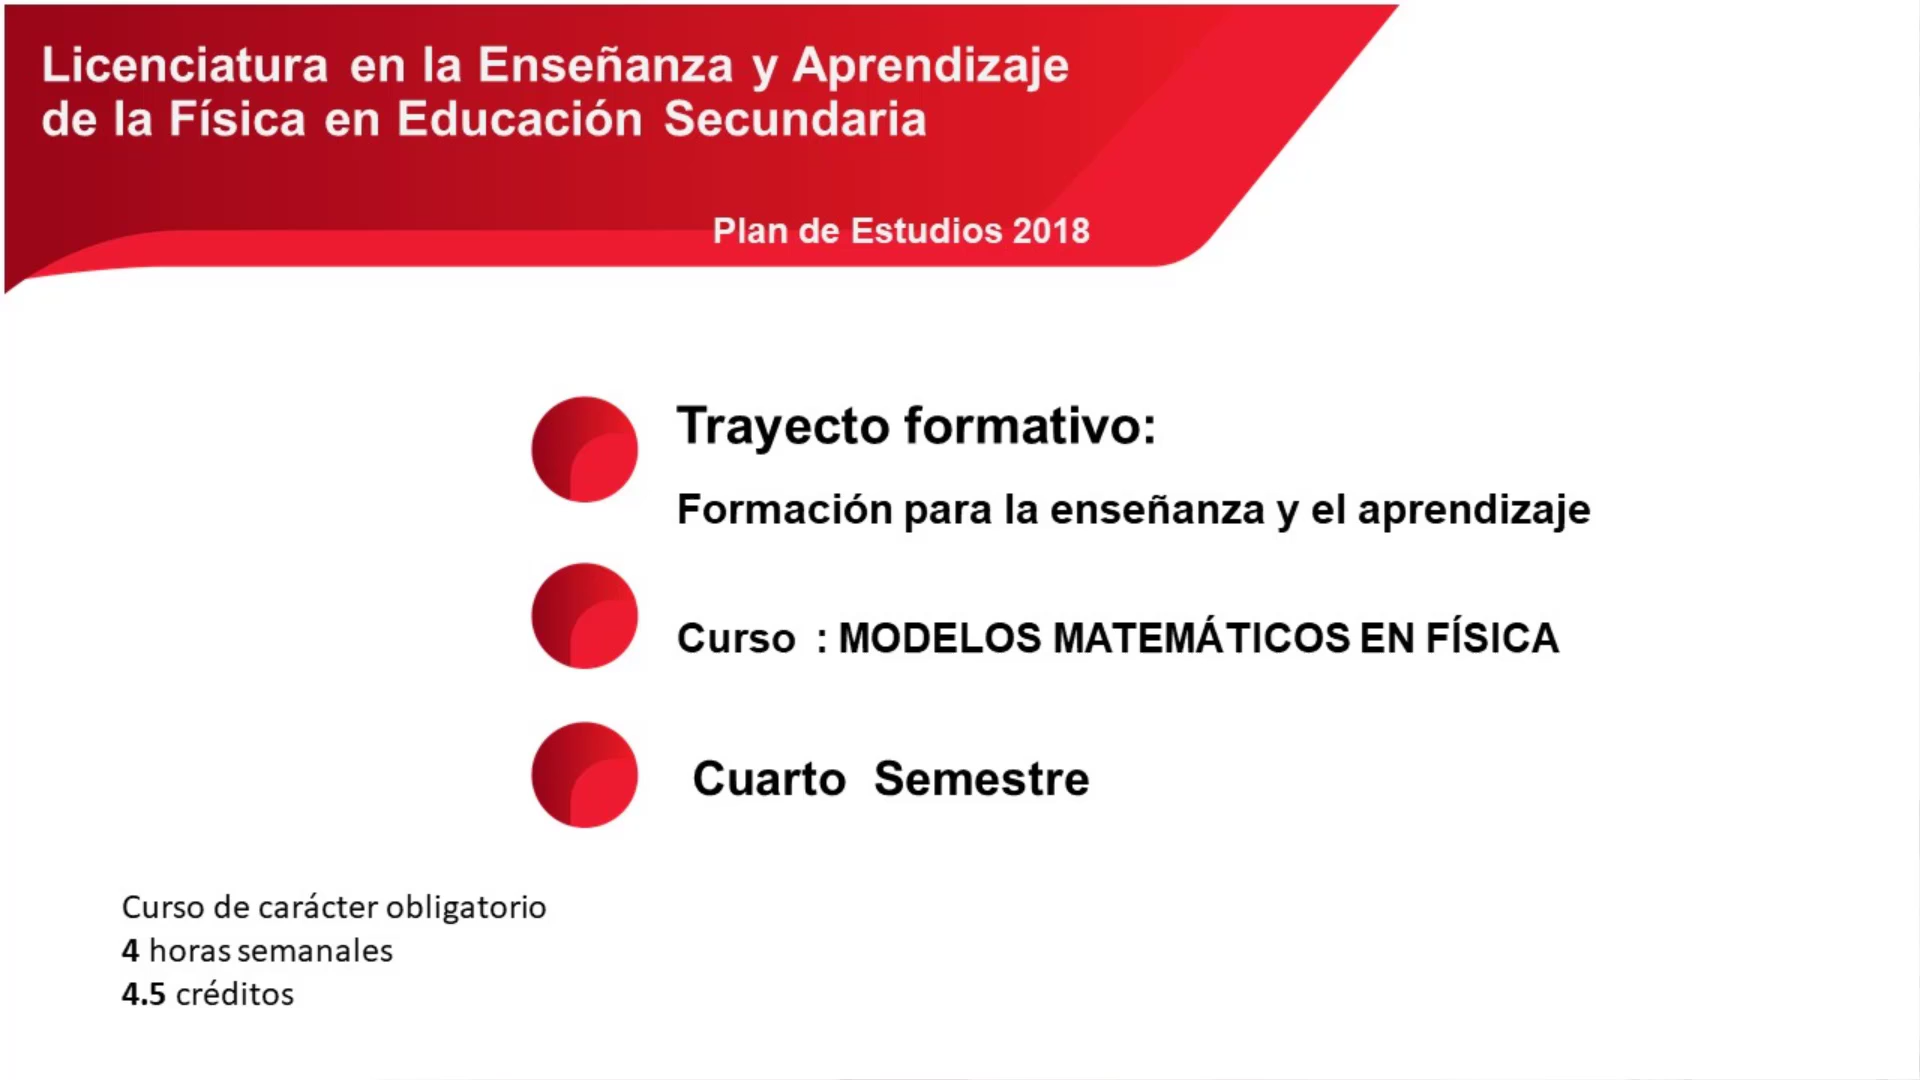 Licenciatura en la Enseñanza y Aprendizaje
de la Física en Educación Secundaria
Plan de Estudios 2018
Trayecto formativo:
Formación para la enseñanza y el aprendizaje
Curso : MODELOS MATEMÁTICOS EN FÍSICA
Cuarto Semestre
Curso de carácter obligatorio
4 horas semanales
4.5 créditos